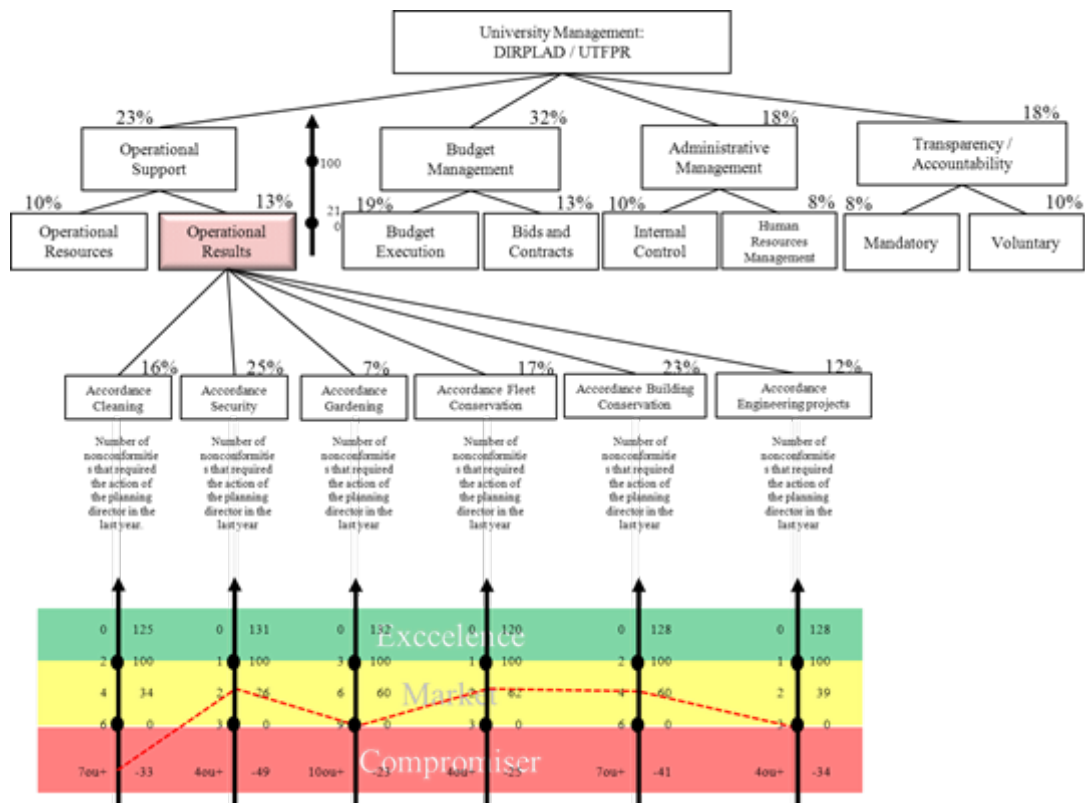 University Management:
DIRPLAD / UTFPR
23%
32%
18%
18%
Operational
Support
100
Budget
Management
Administrative
Management
Transparency /
Accountability
10%
13%
21
0
19%
13%
10%
8%
8%
10%
Operational
Resources
Operational
Results
Budget
Execution
Bids and
Contracts
Internal
Control
Human
Resources
Management
Mandatory
Voluntary
16%
25%
7%
17%
23%
12%
Accordance
Cleaning
Accordance
Security
Accordance
Gardening
Accordance Fleet
Conservation
Accordance Building
Conservation
Accordance
Engineering projects
Number of
nonconformitie
s that required
the action of
the planning
director in the
last year.
Number of
nonconformitie
s that required
the action of
the planning
director in the
last year
Number of
nonconformitie
s that required
the action of
the planning
director in the
last year
Number of
nonconformitie
s that required
the action of
the planning
director in the
last year
Number of
nonconformitie
s that required
the action of
the planning
director in the
last year
Number of
nonconformitie
s that required
the action of
the planning
director in the
last year
Exccelence
0 125 0 131 0 132 0 120 0 128 0 128
2 100 1 100 3 100 1 100 2 100 1 100
Market
4 34 2 26 6 60 62 4 60 2 39
6 0 3 0 0 3 0 6 0 3 0
Compromiser
7ou+ -33 4ou+ -49 10ou+ -23 4ou+ -25 7ou+ -41 4ou+ -34